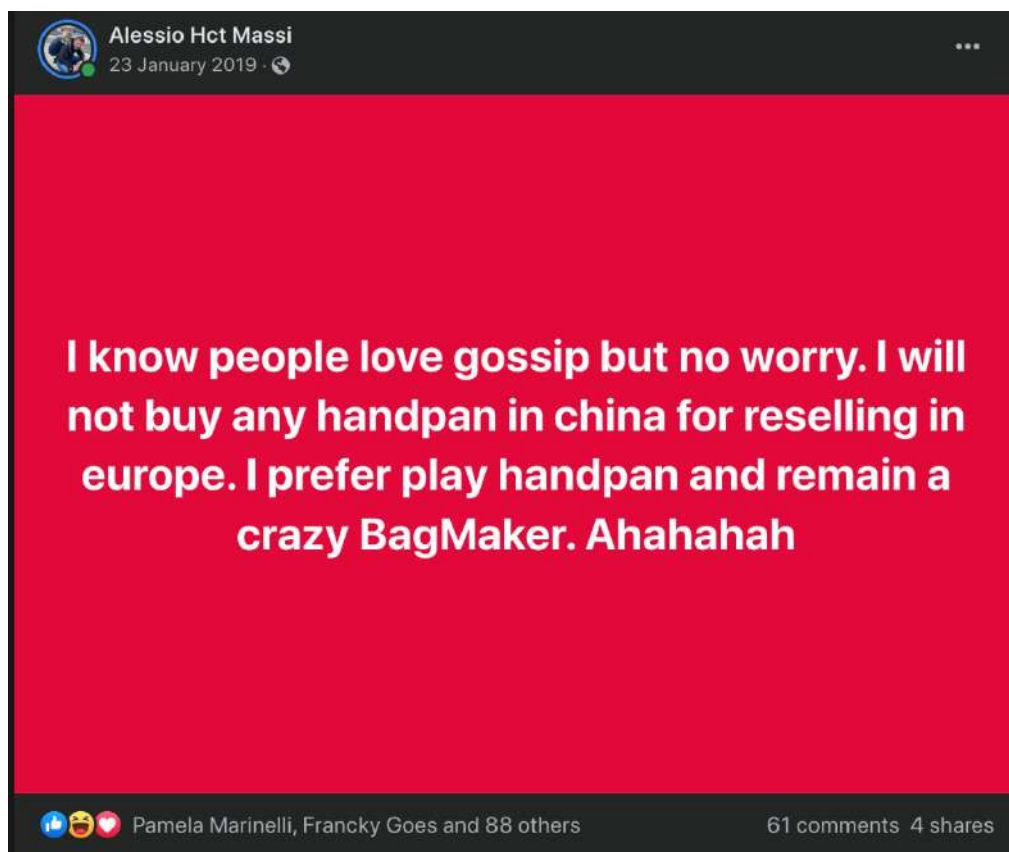 Alessio Hct Massi
23 January 2019 ·
I know people love gossip but no worry. I will
not buy any handpan in china for reselling in
europe. I prefer play handpan and remain a
crazy BagMaker. Ahahahah
Pamela Marinelli, Francky Goes and 88 others
61 comments 4 shares